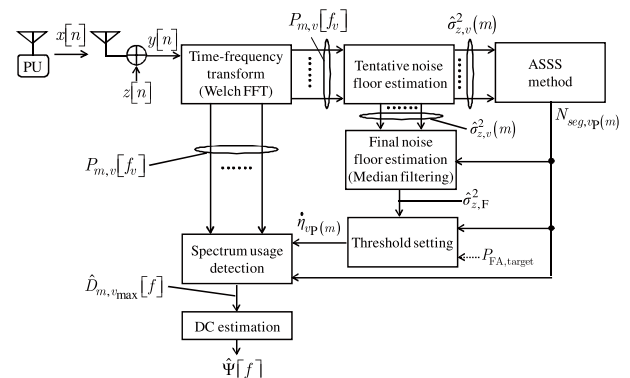 P_{m,v}[f_v]
σ̂²_{z,v}(m)
x[n]
y[n]
PU
z[n]
Time-frequency
transform
(Welch FFT)
Tentative noise
floor estimation
ASSS
method
N_{seg,v_P(m)}
σ̂²_{z,v}(m)
P_{m,v}[f_v]
Final noise
floor estimation
(Median filtering)
σ̂²_{z,F}
η̇_{v_P(m)}
Spectrum usage
detection
Threshold setting
P_{FA,target}
D̂_{m,v_max}[f]
DC estimation
Ψ̂[f]